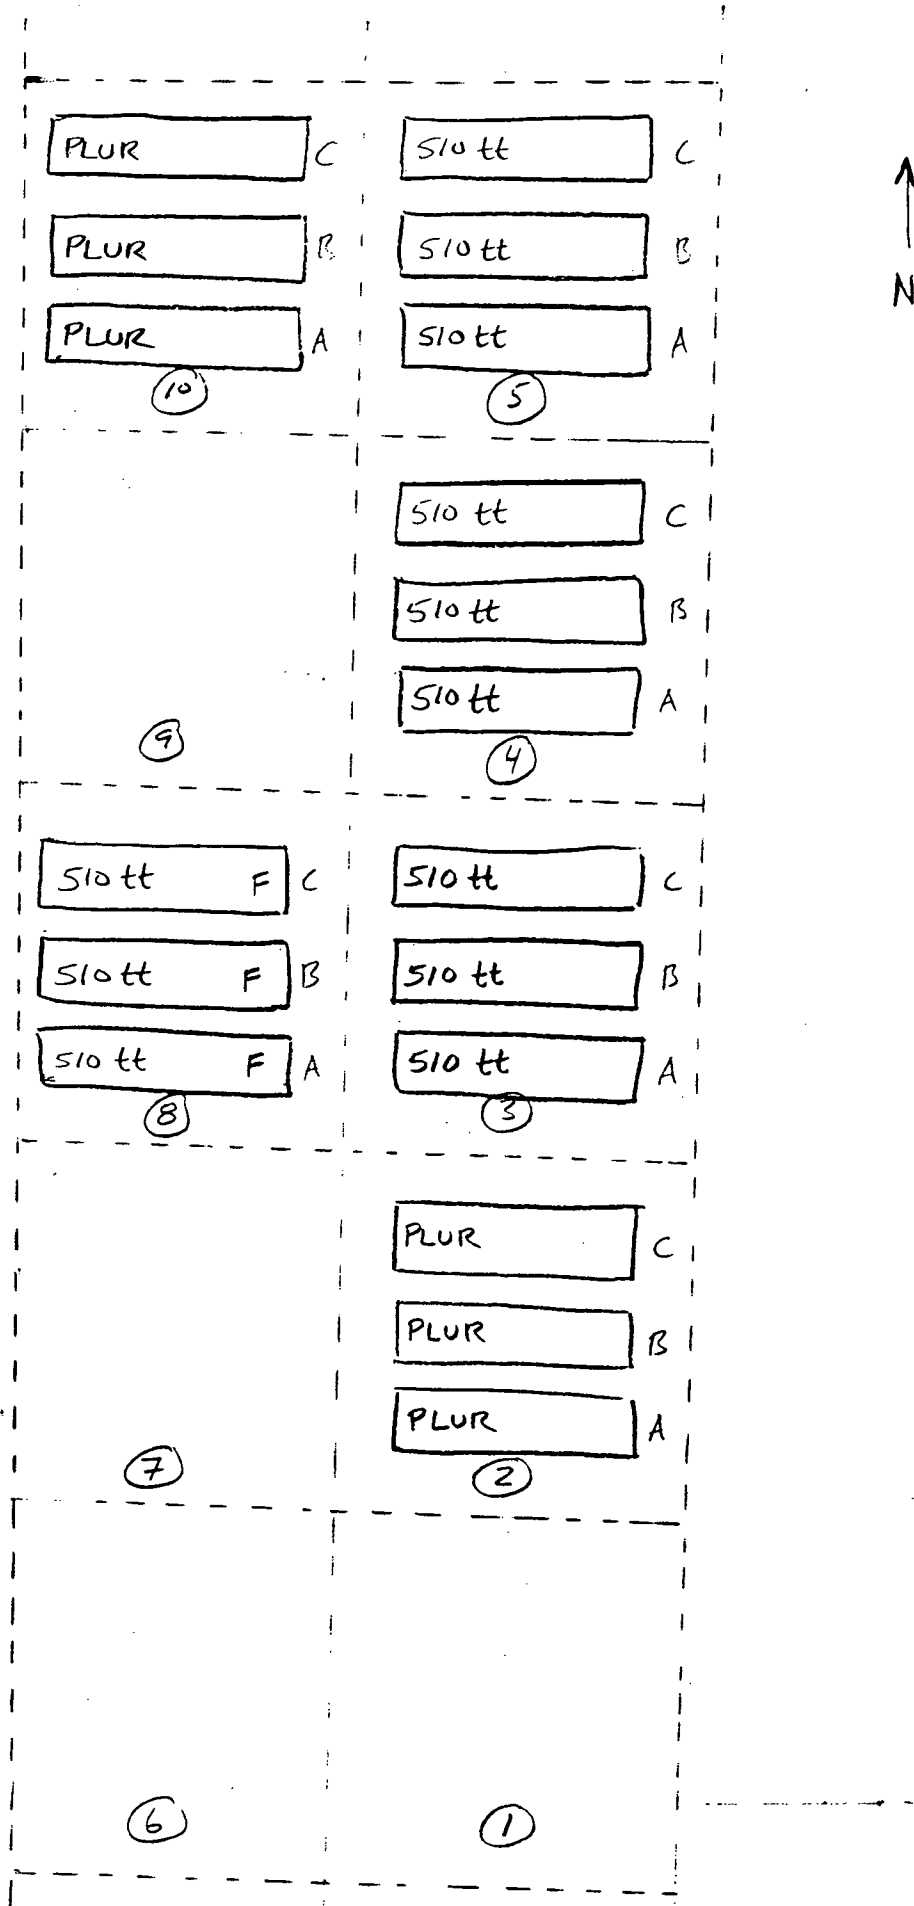 PLUR C 510 tt C
PLUR B 510 tt B
N
PLUR A 510 tt A
10 5
510 tt C
510 tt B
510 tt A
9 4
510 tt F C 510 tt C
510 tt F B 510 tt B
510 tt F A 510 tt A
8 3
PLUR C
PLUR B
PLUR A
7 2
6 1